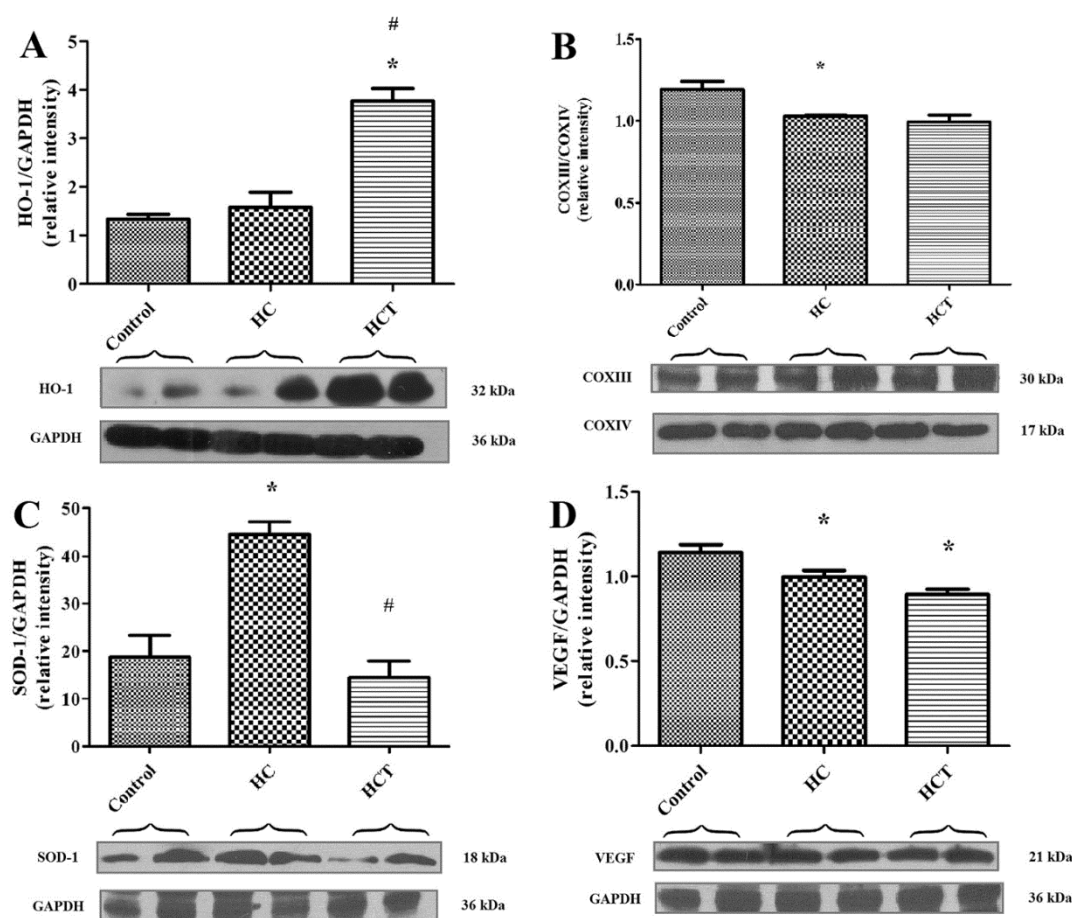 A
HO-1/GAPDH
(relative intensity)
6
5
4
3
2
1
0
#
*
Control
HC
HCT
HO-1
32 kDa
GAPDH
36 kDa
B
COXIII/COXIV
(relative intensity)
1.5
1.0
0.5
0.0
*
Control
HC
HCT
COXIII
30 kDa
COXIV
17 kDa
C
SOD-1/GAPDH
(relative intensity)
50
40
30
20
10
0
*
#
Control
HC
HCT
SOD-1
18 kDa
GAPDH
36 kDa
D
VEGF/GAPDH
(relative intensity)
1.5
1.0
0.5
0.0
*
*
Control
HC
HCT
VEGF
21 kDa
GAPDH
36 kDa